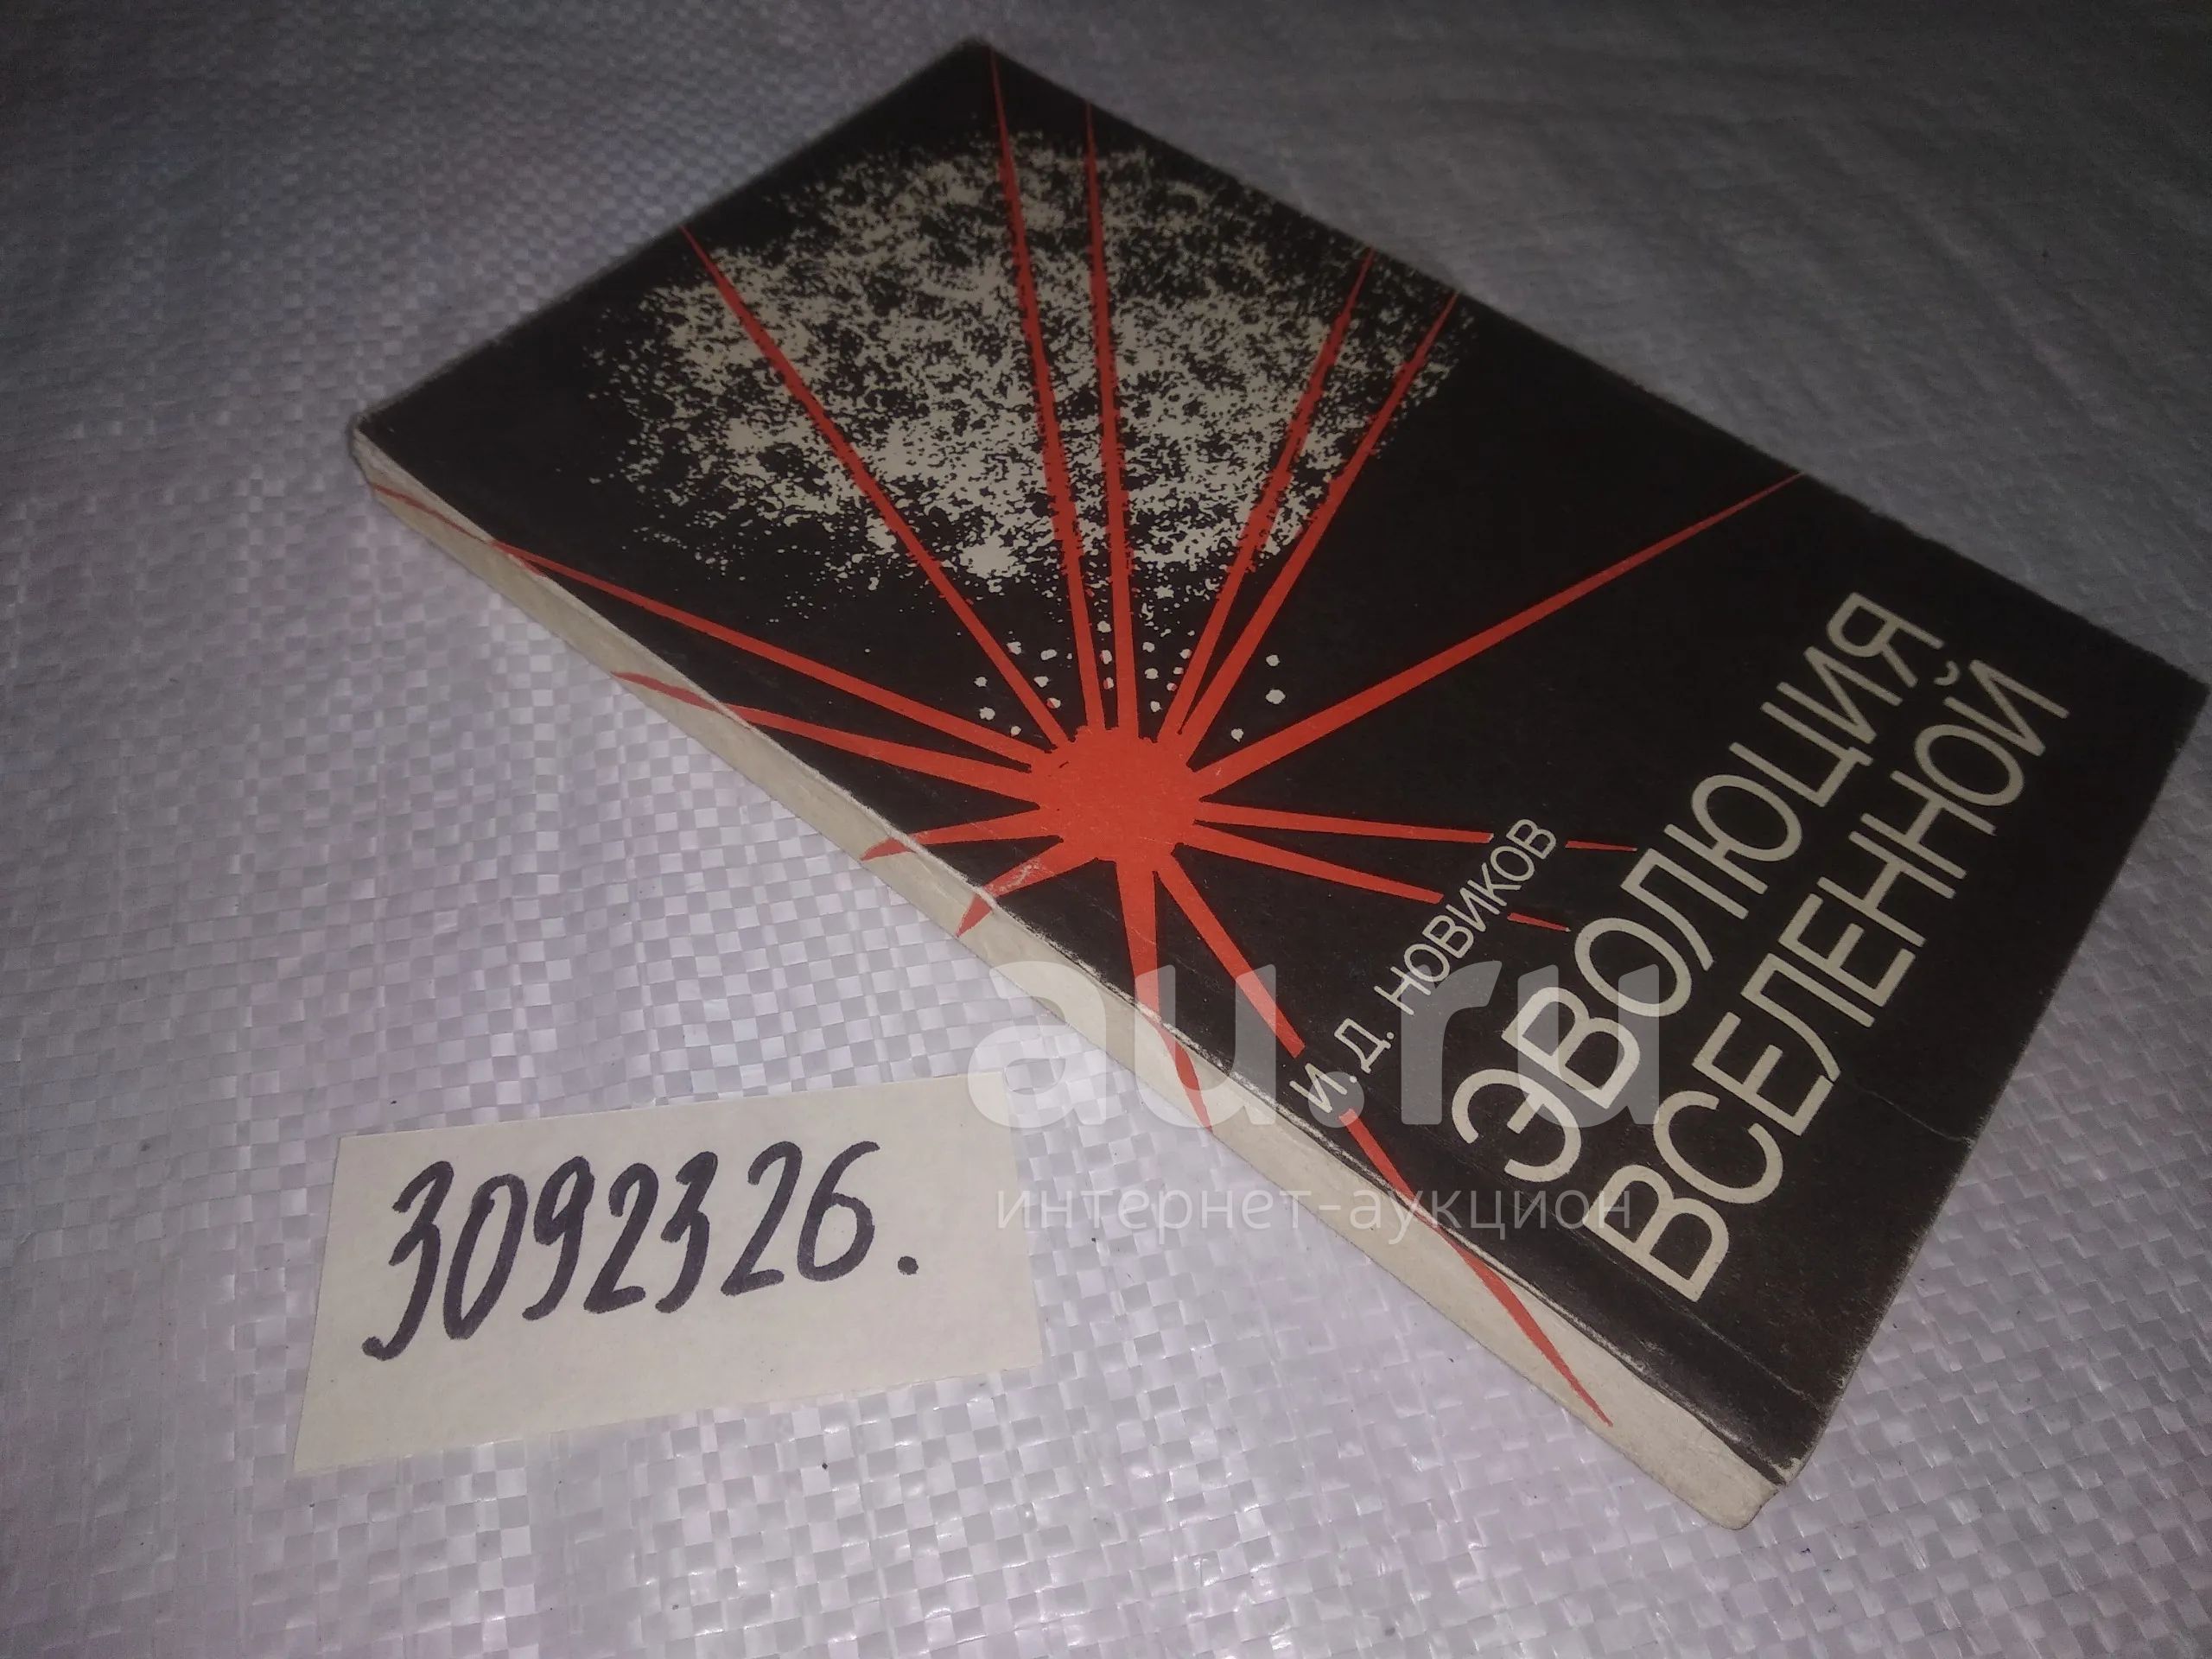 И.Д. НОВИКОВ
ЭВОЛЮЦИЯ
ВСЕЛЕННОЙ
au.ru
интернет-аукцион
3092326.